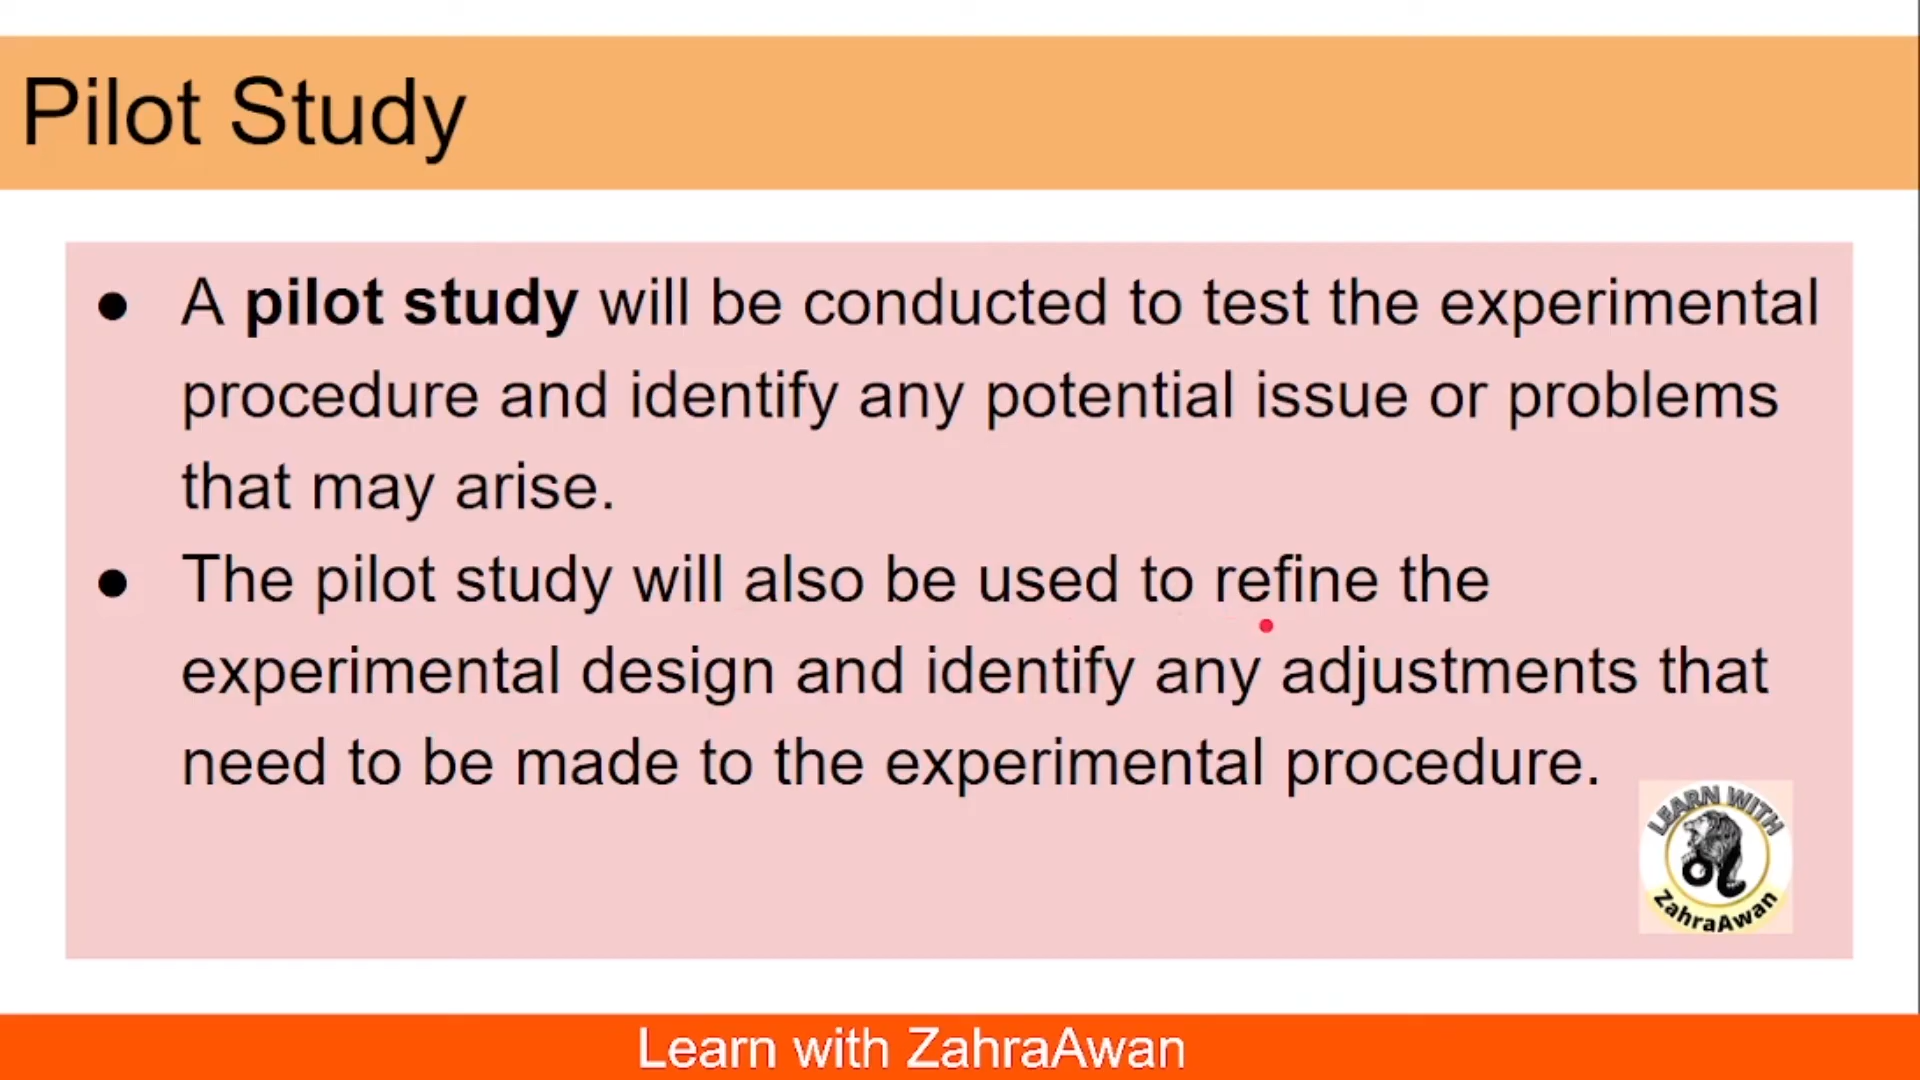 Pilot Study
● A pilot study will be conducted to test the experimental
procedure and identify any potential issue or problems
that may arise.
● The pilot study will also be used to refine the
experimental design and identify any adjustments that
need to be made to the experimental procedure.
LEARN WITH
ZahraAwan
Learn with ZahraAwan